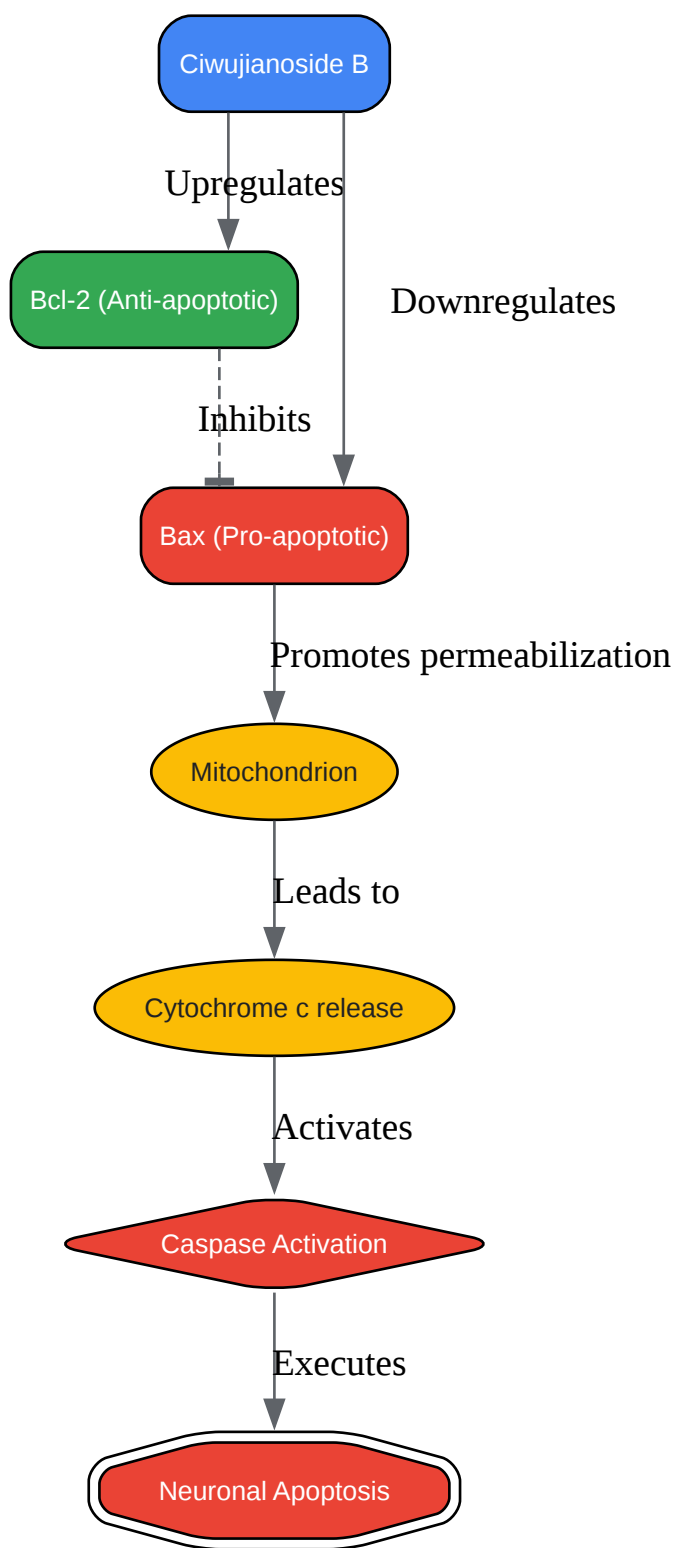 Ciwujianoside B
Upregulates
Bcl-2 (Anti-apoptotic)
Downregulates
Inhibits
Bax (Pro-apoptotic)
Promotes permeabilization
Mitochondrion
Leads to
Cytochrome c release
Activates
Caspase Activation
Executes
Neuronal Apoptosis